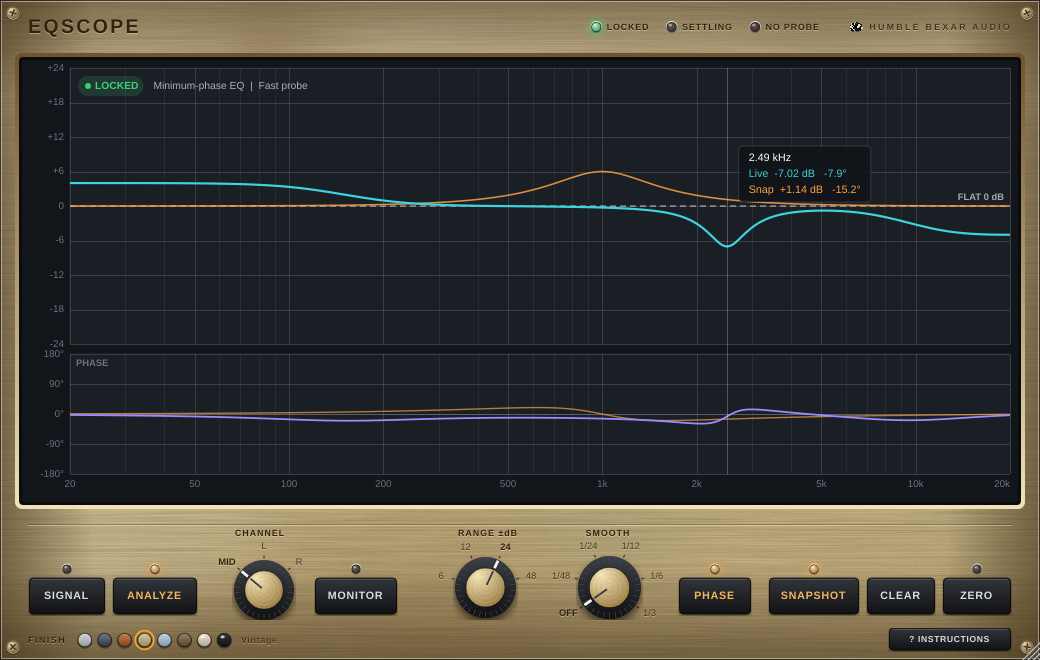 EQSCOPE
LOCKED SETTLING NO PROBE HUMBLE BEXAR AUDIO
+24
LOCKED Minimum-phase EQ | Fast probe
+18
+12
2.49 kHz
+6
Live -7.02 dB -7.9°
Snap +1.14 dB -15.2°
FLAT 0 dB
0
-6
-12
-18
-24
180°
PHASE
90°
0°
-90°
-180°
20 50 100 200 500 1k 2k 5k 10k 20k
CHANNEL RANGE ±dB SMOOTH
L 12 24 1/24 1/12
MID R
6 48 1/48 1/6
SIGNAL ANALYZE MONITOR PHASE SNAPSHOT CLEAR ZERO
OFF 1/3
FINISH Vintage ? INSTRUCTIONS